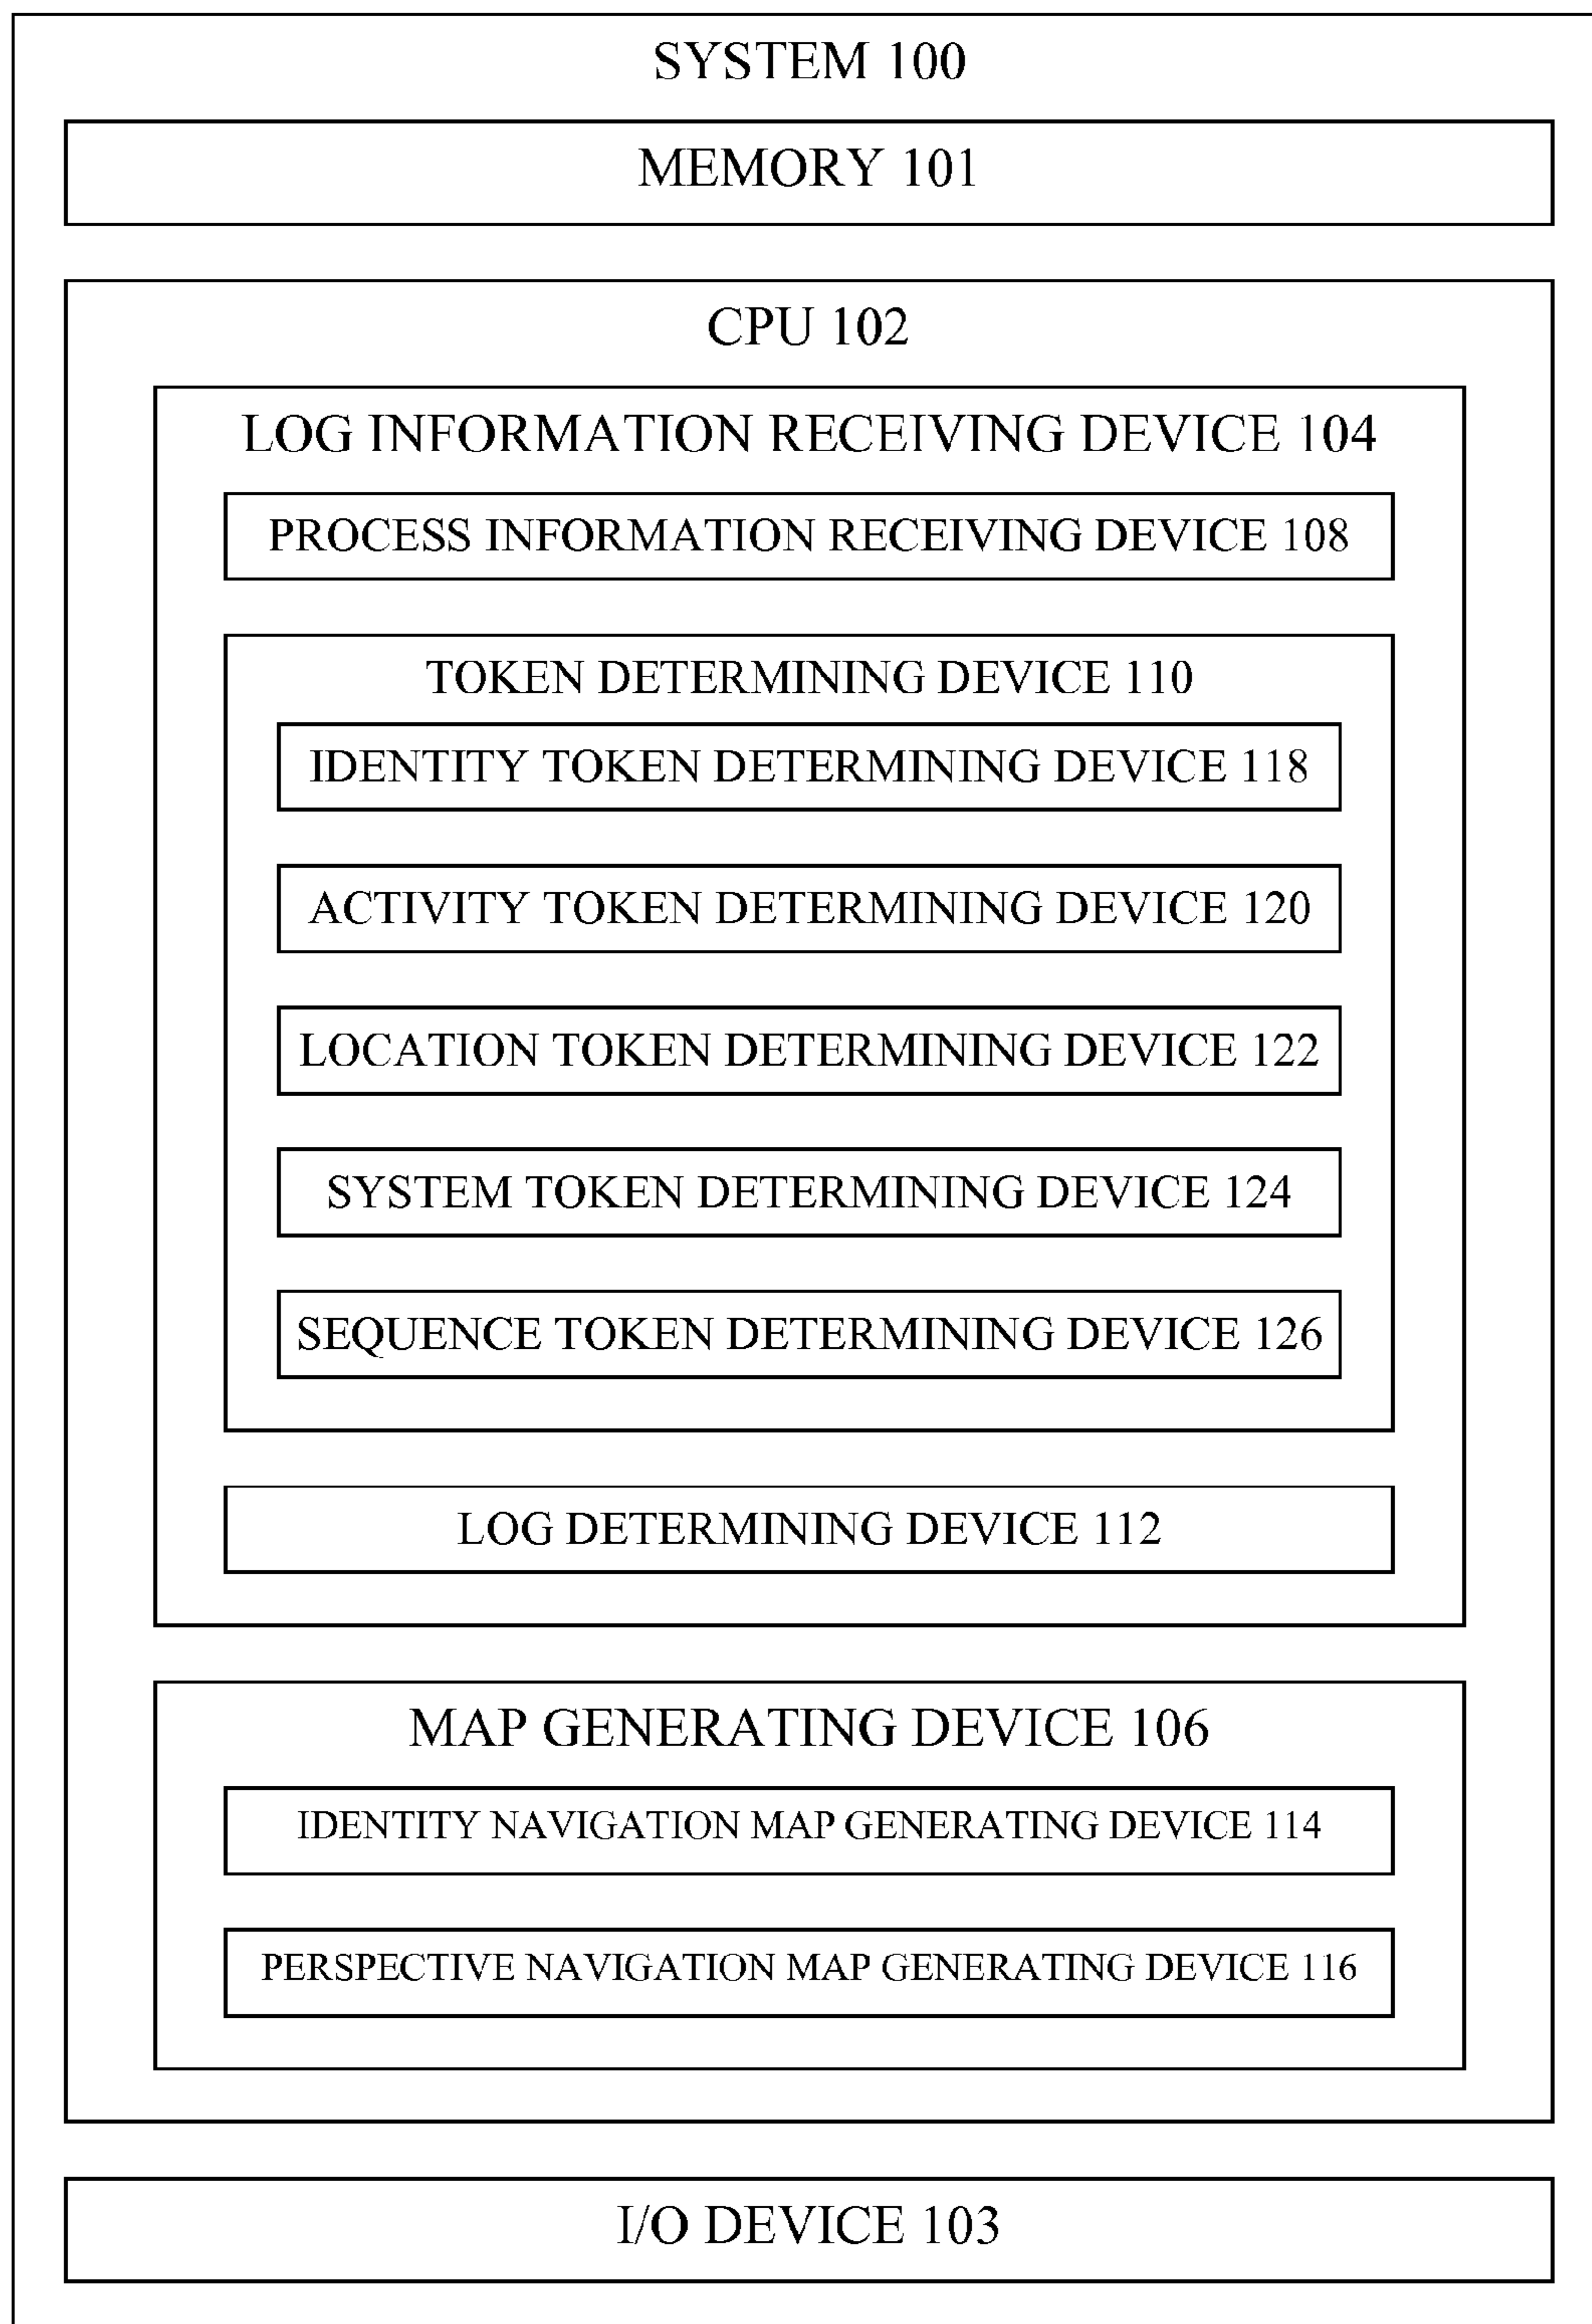 SYSTEM 100
MEMORY 101
CPU 102
LOG INFORMATION RECEIVING DEVICE 104
PROCESS INFORMATION RECEIVING DEVICE 108
TOKEN DETERMINING DEVICE 110
IDENTITY TOKEN DETERMINING DEVICE 118
ACTIVITY TOKEN DETERMINING DEVICE 120
LOCATION TOKEN DETERMINING DEVICE 122
SYSTEM TOKEN DETERMINING DEVICE 124
SEQUENCE TOKEN DETERMINING DEVICE 126
LOG DETERMINING DEVICE 112
MAP GENERATING DEVICE 106
IDENTITY NAVIGATION MAP GENERATING DEVICE 114
PERSPECTIVE NAVIGATION MAP GENERATING DEVICE 116
I/O DEVICE 103